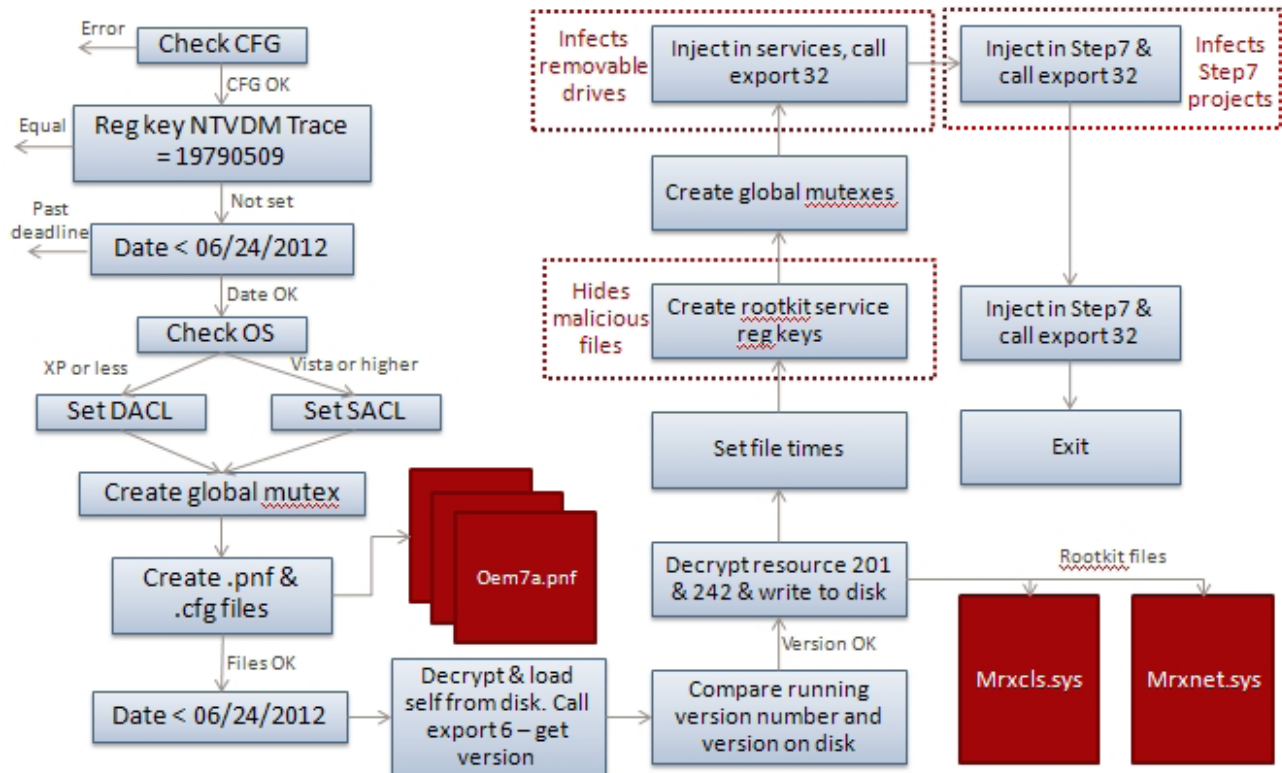 Error
Check CFG
CFG OK
Equal
Reg key NTVDM Trace
= 19790509
Not set
Past
deadline
Date < 06/24/2012
Date OK
Check OS
XP or less
Vista or higher
Set DACL
Set SACL
Create global mutex
Create .pnf &
.cfg files
Oem7a.pnf
Files OK
Date < 06/24/2012
Decrypt & load
self from disk. Call
export 6 – get
version
Compare running
version number and
version on disk
Version OK
Decrypt resource 201
& 242 & write to disk
Rootkit files
Mrxcls.sys
Mrxnet.sys
Set file times
Hides
malicious
files
Create rootkit service
reg keys
Create global mutexes
Infects
removable
drives
Inject in services, call
export 32
Inject in Step7 &
call export 32
Infects
Step7
projects
Inject in Step7 &
call export 32
Exit